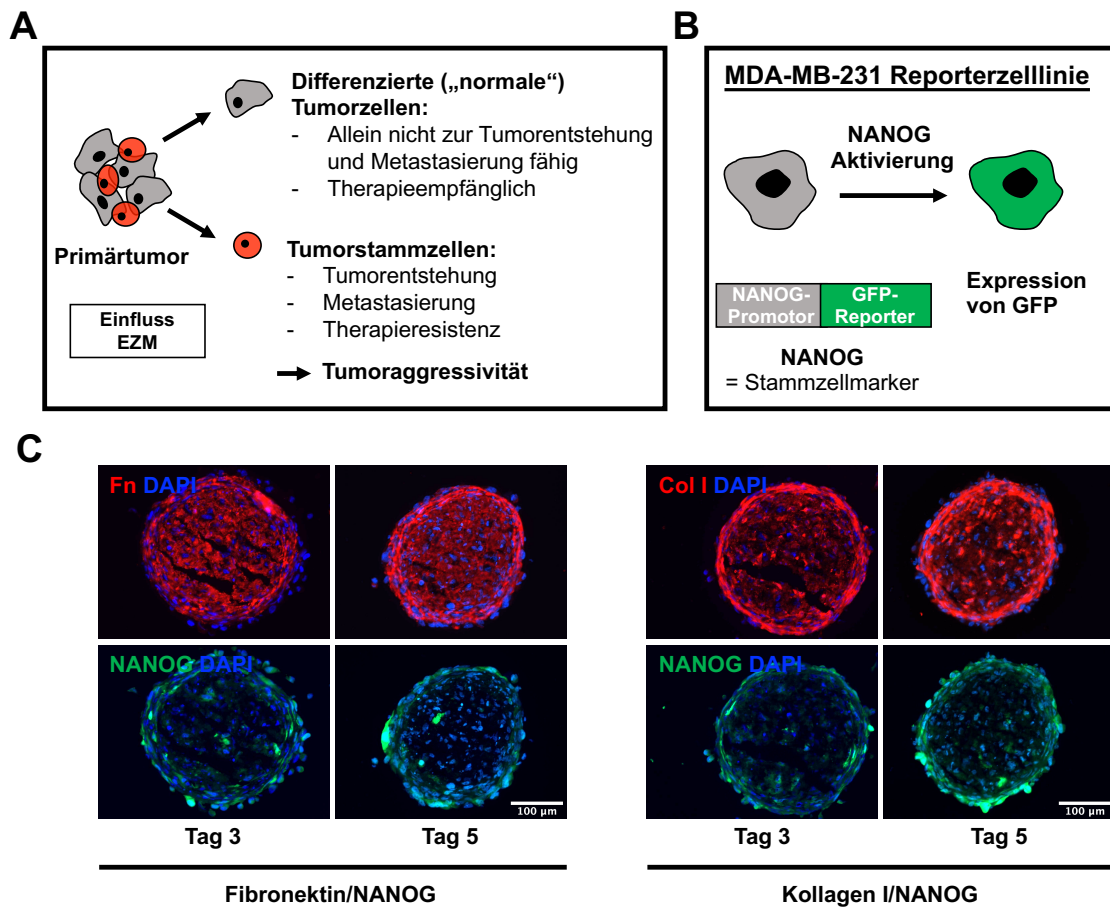 A
Differzierte („normale“)
Tumorzellen:
- Allein nicht zur Tumorentstehung
und Metastasierung fähig
- Therapieempfänglich
Primärtumor
Tumorstammzellen:
- Tumorentstehung
- Metastasierung
- Therapieresistenz
Einfluss
EZM
Tumoraggressivität
B
MDA-MB-231 Reporterzelllinie
NANOG
Aktivierung
NANOG-
Promotor
GFP-
Reporter
Expression
von GFP
NANOG
= Stammzellmarker
C
Fn DAPI
NANOG DAPI
100 µm
Tag 3
Tag 5
Fibronektin/NANOG
Col I DAPI
NANOG DAPI
100 µm
Tag 3
Tag 5
Kollagen I/NANOG